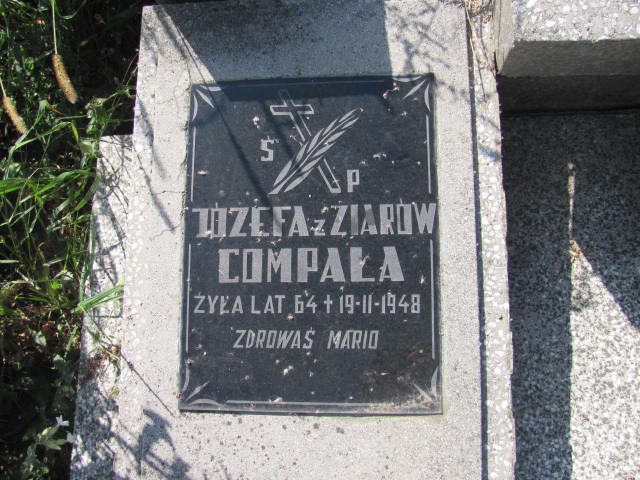 Ś P
JÓZEFA z ZIARÓW
COMPAŁA
ŻYŁA LAT 64 † 19-II-1948
ZDROWAŚ MARIO